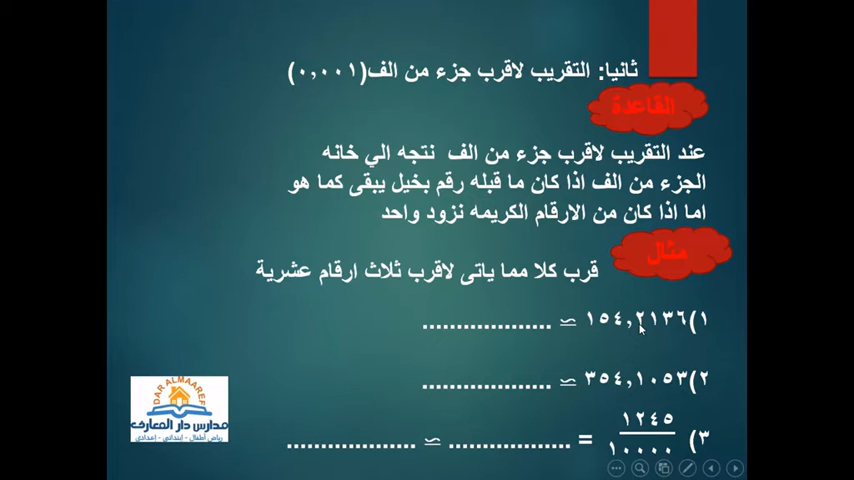 ثانيا: التقريب لاقرب جزء من الف(٠,٠٠١)
القاعدة
عند التقريب لاقرب جزء من الف نتجه الي خانه
الجزء من الف اذا كان ما قبله رقم بخيل يبقى كما هو
اما اذا كان من الارقام الكريمه نزود واحد
مثال
قرب كلا مما ياتى لاقرب ثلاث ارقام عشرية
١) ١٥٤,٢١٣٦ ≃ ...................
٢) ٣٥٤,١٠٥٣ ≃ ...................
٣) ١٢٤٥/١٠٠٠٠ = .................. ≃ ...................
DAR ALMAAREF
مدارس دار المعارف
رياض أطفال - ابتدائى - إعدادى